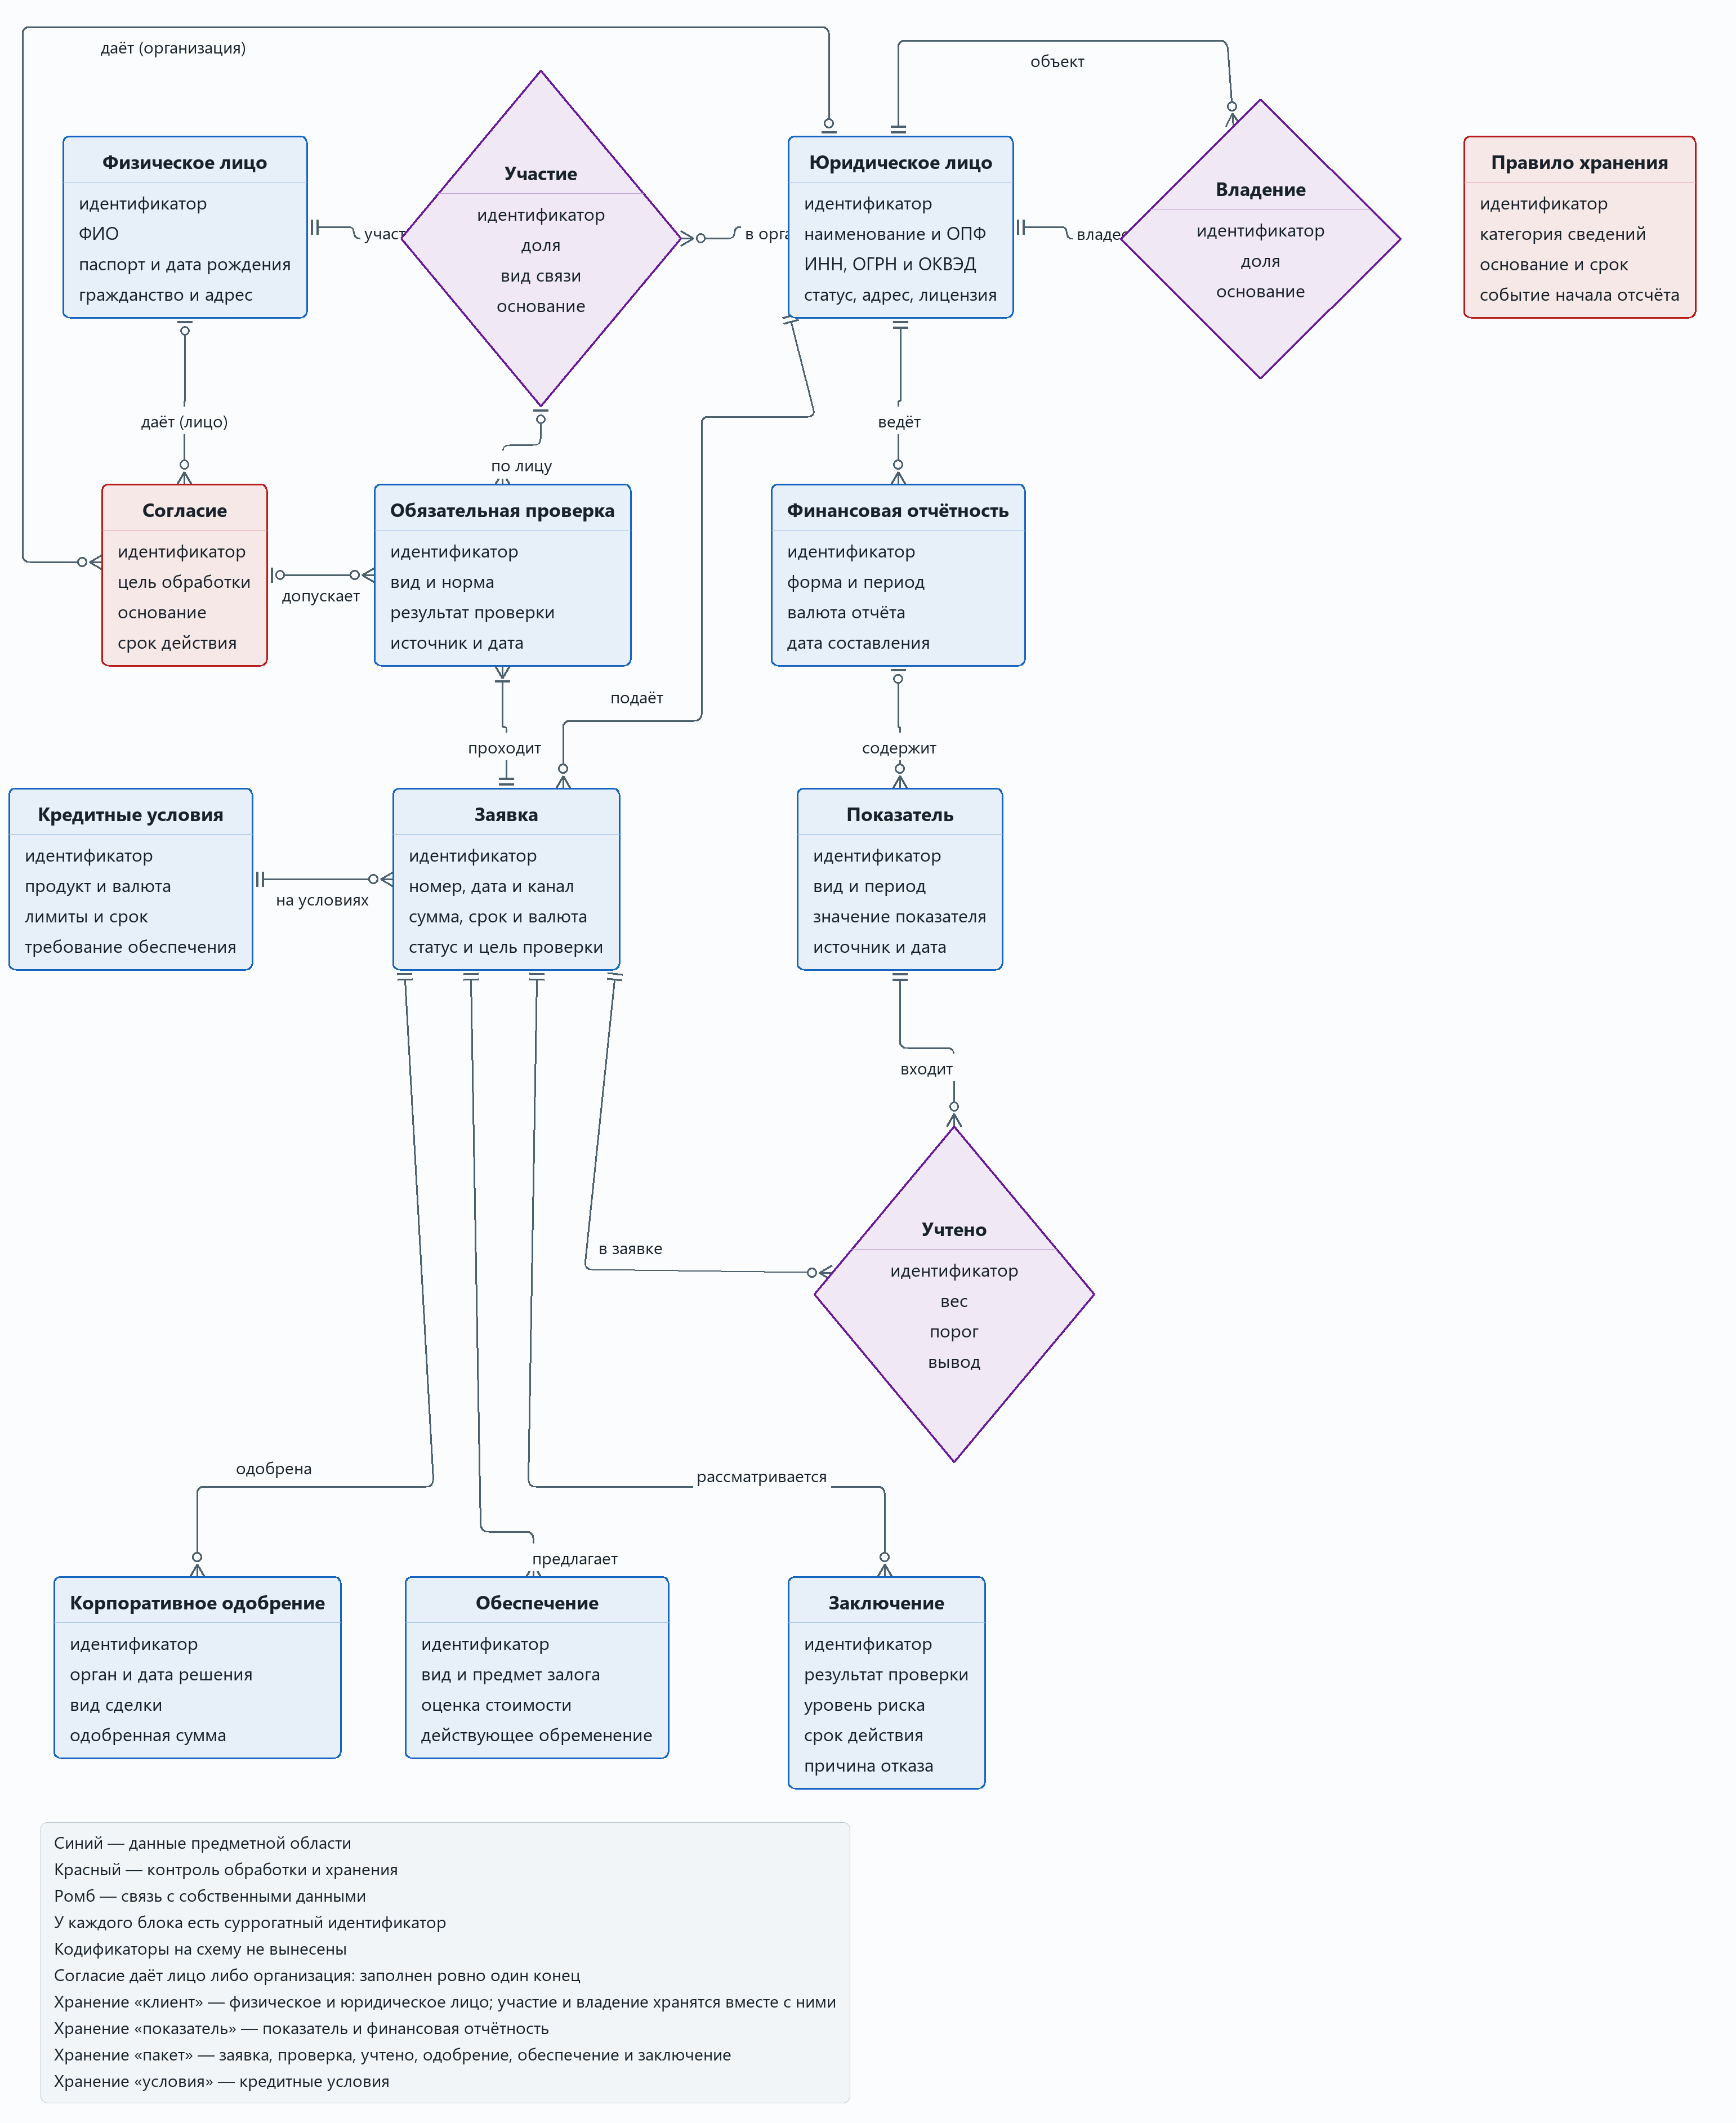 даёт (организация)
объект
Физическое лицо
идентификатор
ФИО
паспорт и дата рождения
гражданство и адрес
участ
Участие
идентификатор
доля
вид связи
основание
в орга
Юридическое лицо
идентификатор
наименование и ОПФ
ИНН, ОГРН и ОКВЭД
статус, адрес, лицензия
владе
Владение
идентификатор
доля
основание
Правило хранения
идентификатор
категория сведений
основание и срок
событие начала отсчёта
даёт (лицо)
по лицу
ведёт
Согласие
идентификатор
цель обработки
основание
срок действия
допускает
Обязательная проверка
идентификатор
вид и норма
результат проверки
источник и дата
Финансовая отчётность
идентификатор
форма и период
валюта отчёта
дата составления
подаёт
проходит
содержит
Кредитные условия
идентификатор
продукт и валюта
лимиты и срок
требование обеспечения
на условиях
Заявка
идентификатор
номер, дата и канал
сумма, срок и валюта
статус и цель проверки
Показатель
идентификатор
вид и период
значение показателя
источник и дата
входит
в заявке
Учтено
идентификатор
вес
порог
вывод
одобрена
рассматривается
предлагает
Корпоративное одобрение
идентификатор
орган и дата решения
вид сделки
одобренная сумма
Обеспечение
идентификатор
вид и предмет залога
оценка стоимости
действующее обременение
Заключение
идентификатор
результат проверки
уровень риска
срок действия
причина отказа
Синий — данные предметной области
Красный — контроль обработки и хранения
Ромб — связь с собственными данными
У каждого блока есть суррогатный идентификатор
Кодификаторы на схему не вынесены
Согласие даёт лицо либо организация: заполнен ровно один конец
Хранение «клиент» — физическое и юридическое лицо; участие и владение хранятся вместе с ними
Хранение «показатель» — показатель и финансовая отчётность
Хранение «пакет» — заявка, проверка, учтено, одобрение, обеспечение и заключение
Хранение «условия» — кредитные условия